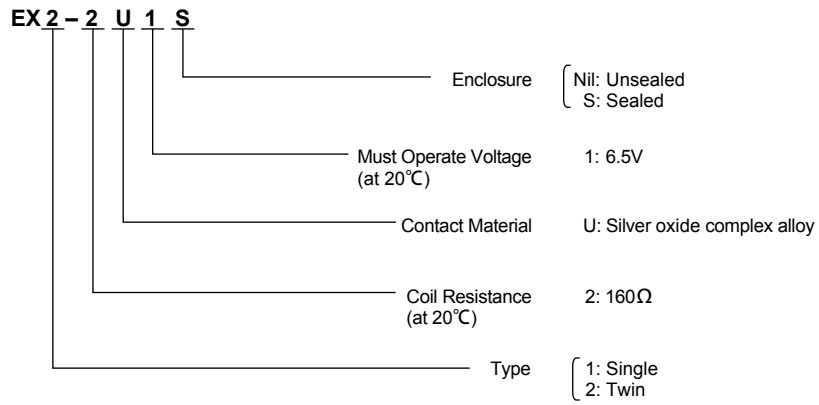 EX 2 – 2 U 1 S
Enclosure Nil: Unsealed
S: Sealed
Must Operate Voltage 1: 6.5V
(at 20℃)
Contact Material U: Silver oxide complex alloy
Coil Resistance 2: 160Ω
(at 20℃)
Type 1: Single
2: Twin